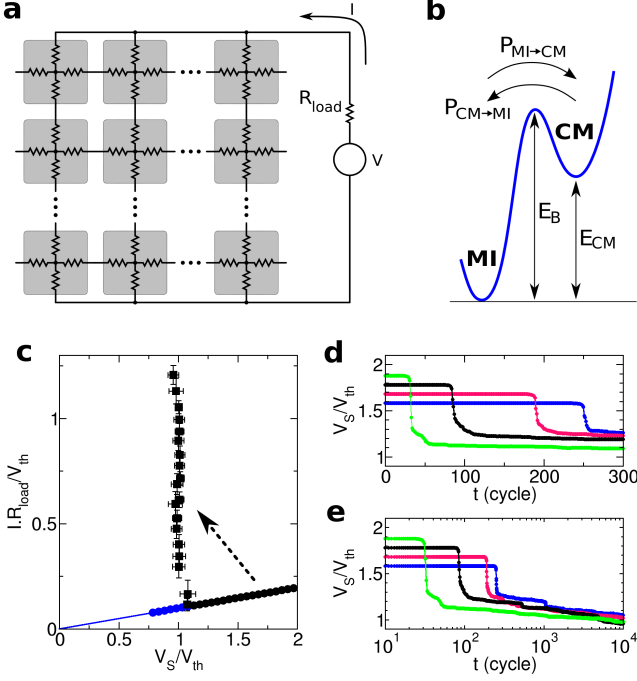 a
I
R_load
V
b
P_MI→CM
P_CM→MI
CM
MI
E_B
E_CM
c
I.R_load/V_th
1
0.5
0
0
0.5
1
1.5
2
V_S/V_th
d
V_S/V_th
2
1.5
1
0
100
200
300
t (cycle)
e
V_S/V_th
2
1.5
1
10^1
10^2
10^3
10^4
t (cycle)